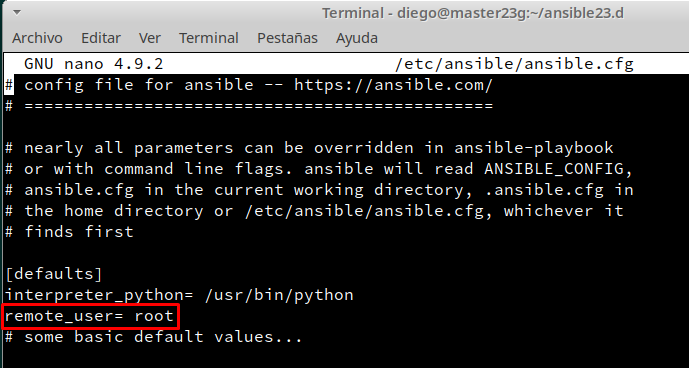 Terminal - diego@master23g:~/ansible23.d
Archivo Editar Ver Terminal Pestañas Ayuda
GNU nano 4.9.2 /etc/ansible/ansible.cfg
# config file for ansible -- https://ansible.com/
# ===============================================
# nearly all parameters can be overridden in ansible-playbook
# or with command line flags. ansible will read ANSIBLE_CONFIG,
# ansible.cfg in the current working directory, .ansible.cfg in
# the home directory or /etc/ansible/ansible.cfg, whichever it
# finds first
[defaults]
interpreter_python= /usr/bin/python
remote_user= root
# some basic default values...